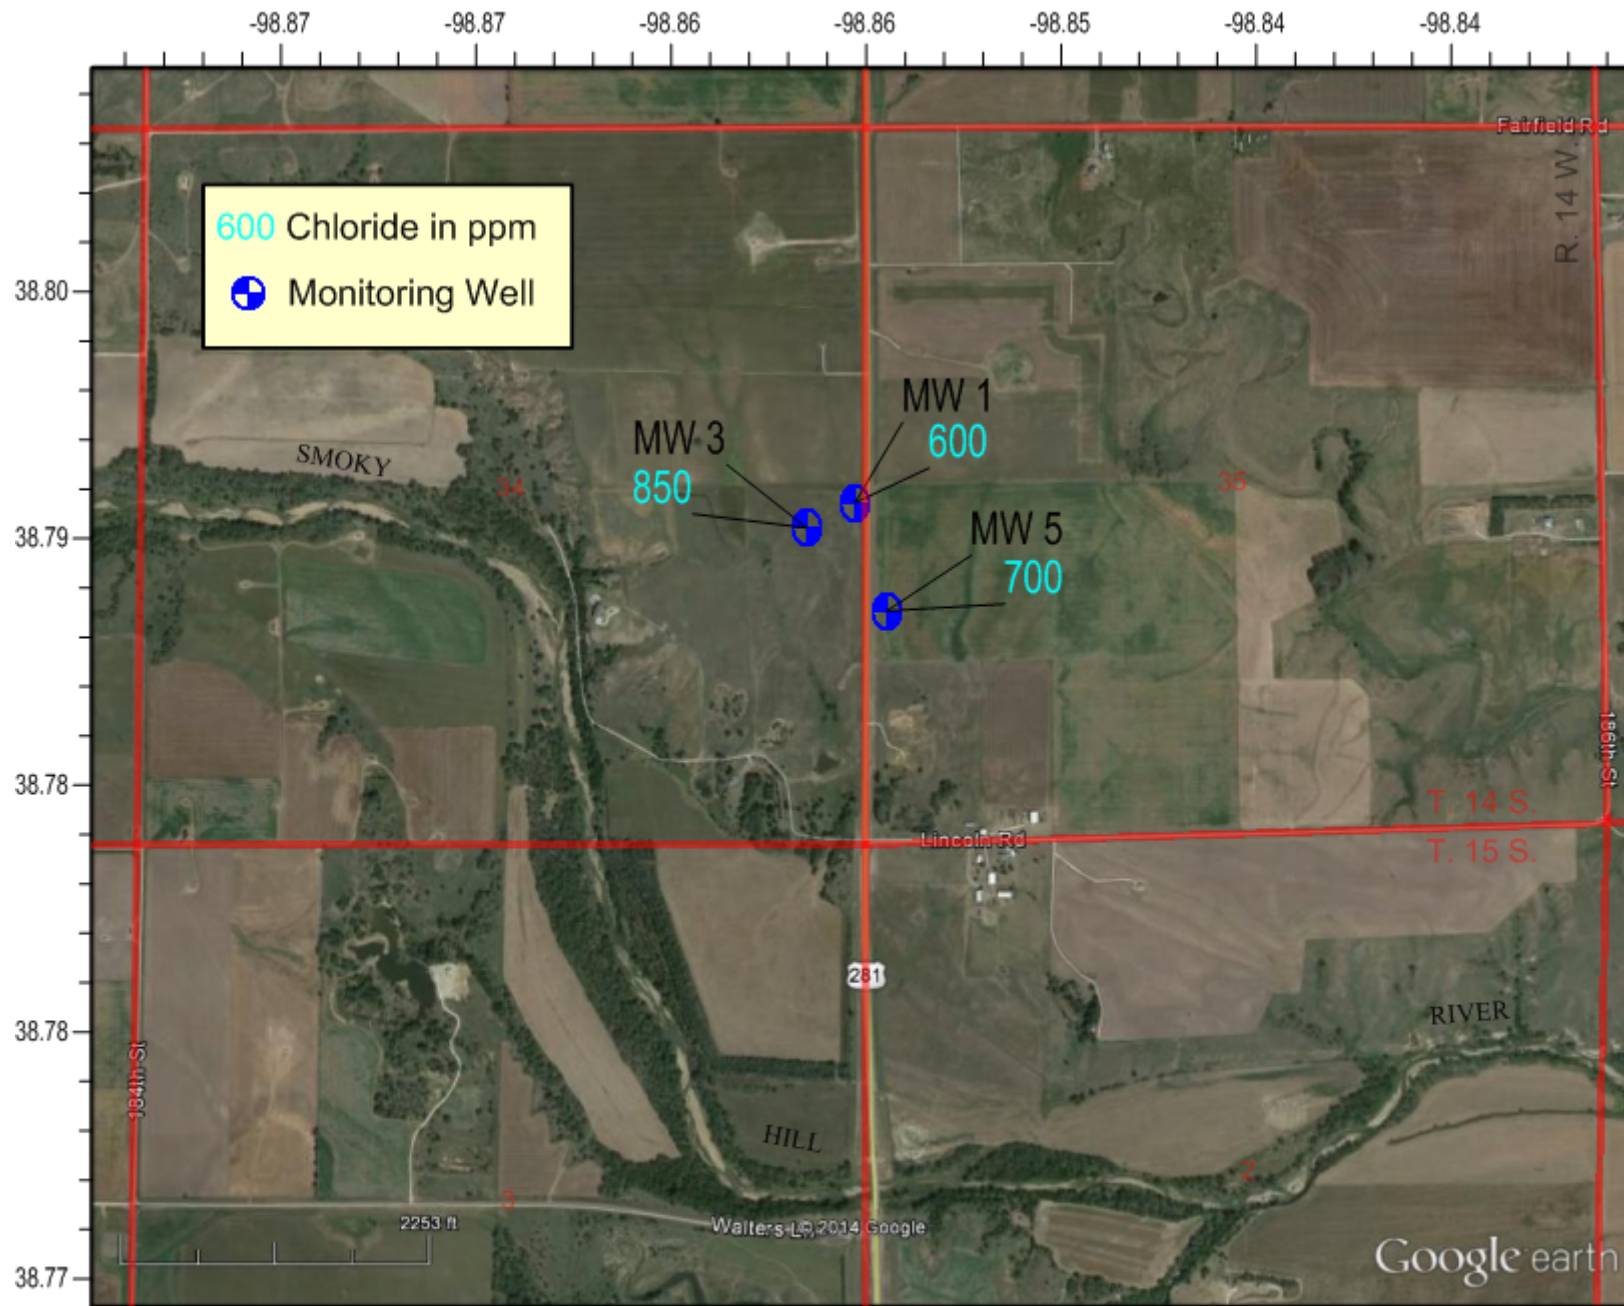 -98.87 -98.87 -98.86 -98.86 -98.85 -98.84 -98.84
Fairfield Rd
R. 14 W.
600 Chloride in ppm
Monitoring Well
38.80
MW 1
600
MW 3
850
SMOKY
34
35
MW 5
700
38.79
186th St
38.78
T. 14 S.
Lincoln Rd
T. 15 S.
281
RIVER
38.78
184th St
HILL
2
3
2253 ft
Walters Ln © 2014 Google
Google earth
38.77